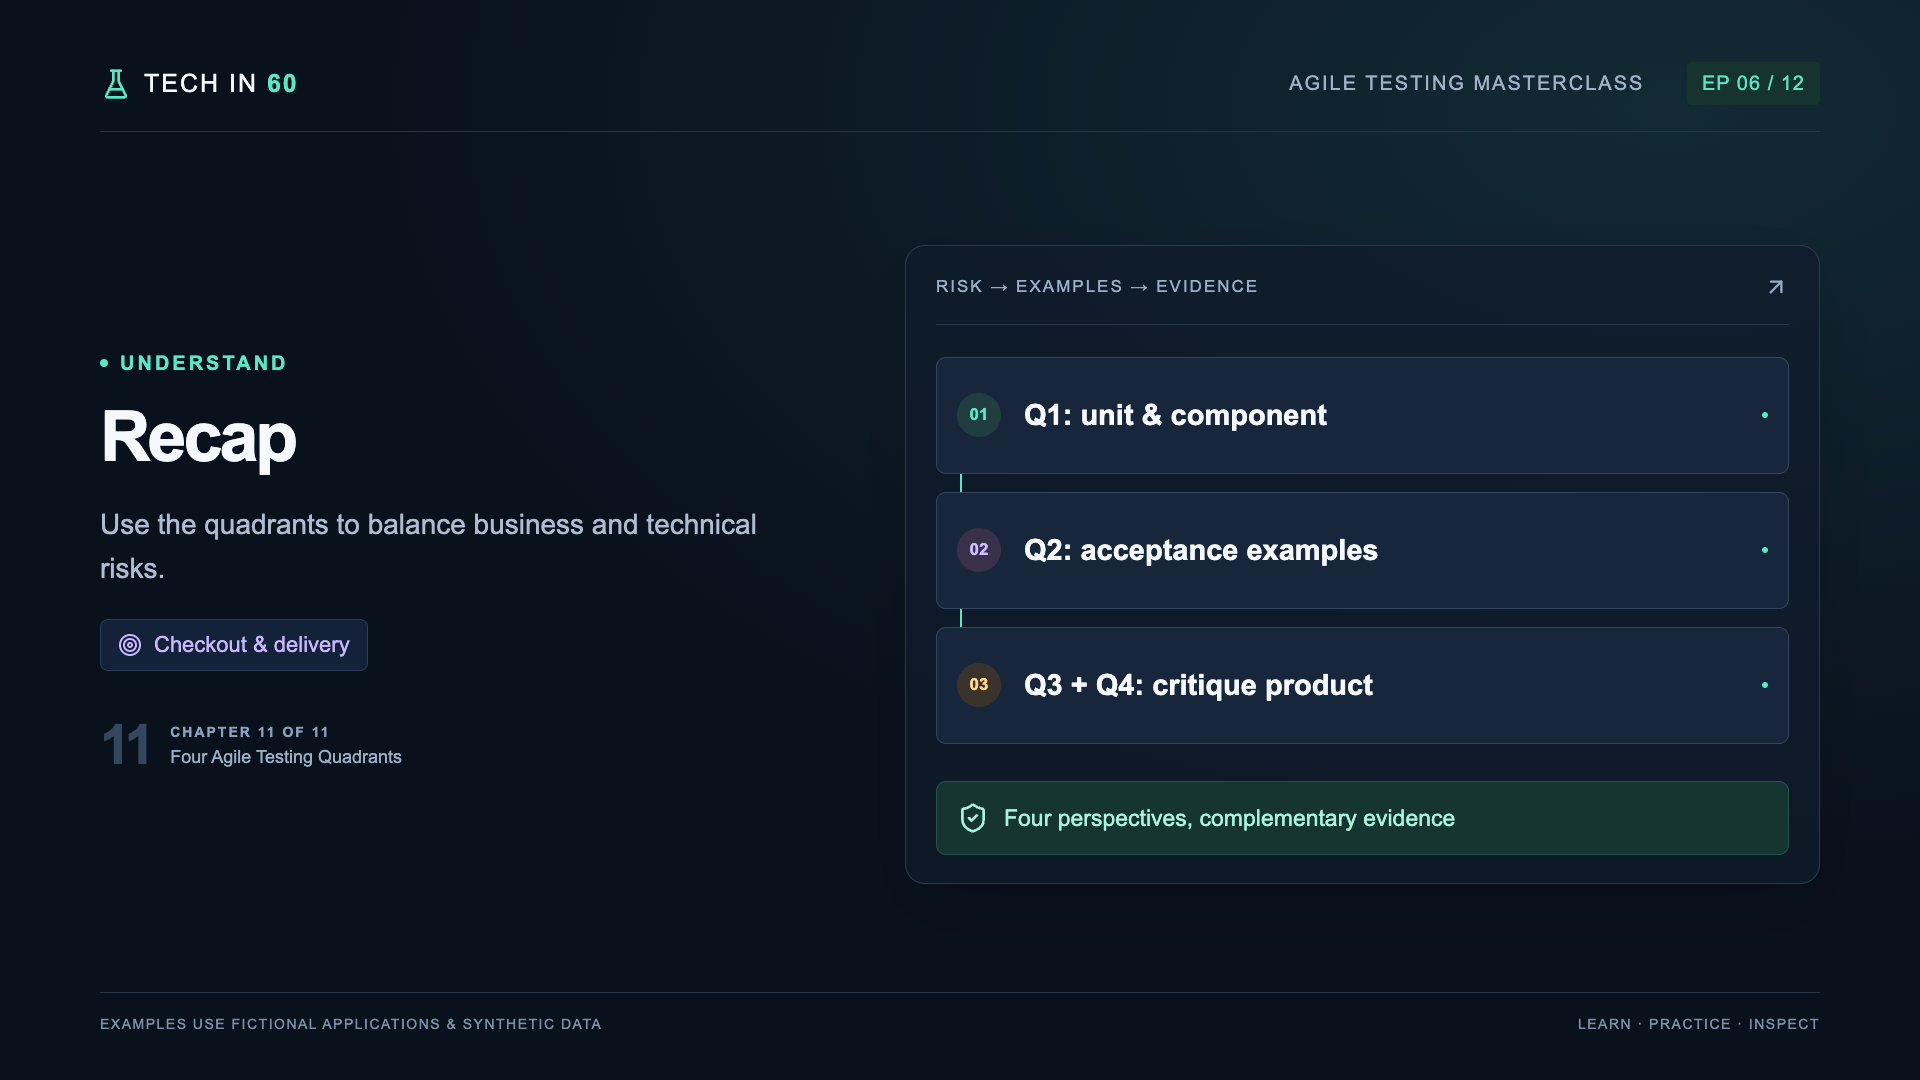 TECH IN 60
AGILE TESTING MASTERCLASS
EP 06 / 12
UNDERSTAND
Recap
Use the quadrants to balance business and technical
risks.
Checkout & delivery
11
CHAPTER 11 OF 11
Four Agile Testing Quadrants
RISK → EXAMPLES → EVIDENCE
01
Q1: unit & component
02
Q2: acceptance examples
03
Q3 + Q4: critique product
Four perspectives, complementary evidence
EXAMPLES USE FICTIONAL APPLICATIONS & SYNTHETIC DATA
LEARN · PRACTICE · INSPECT